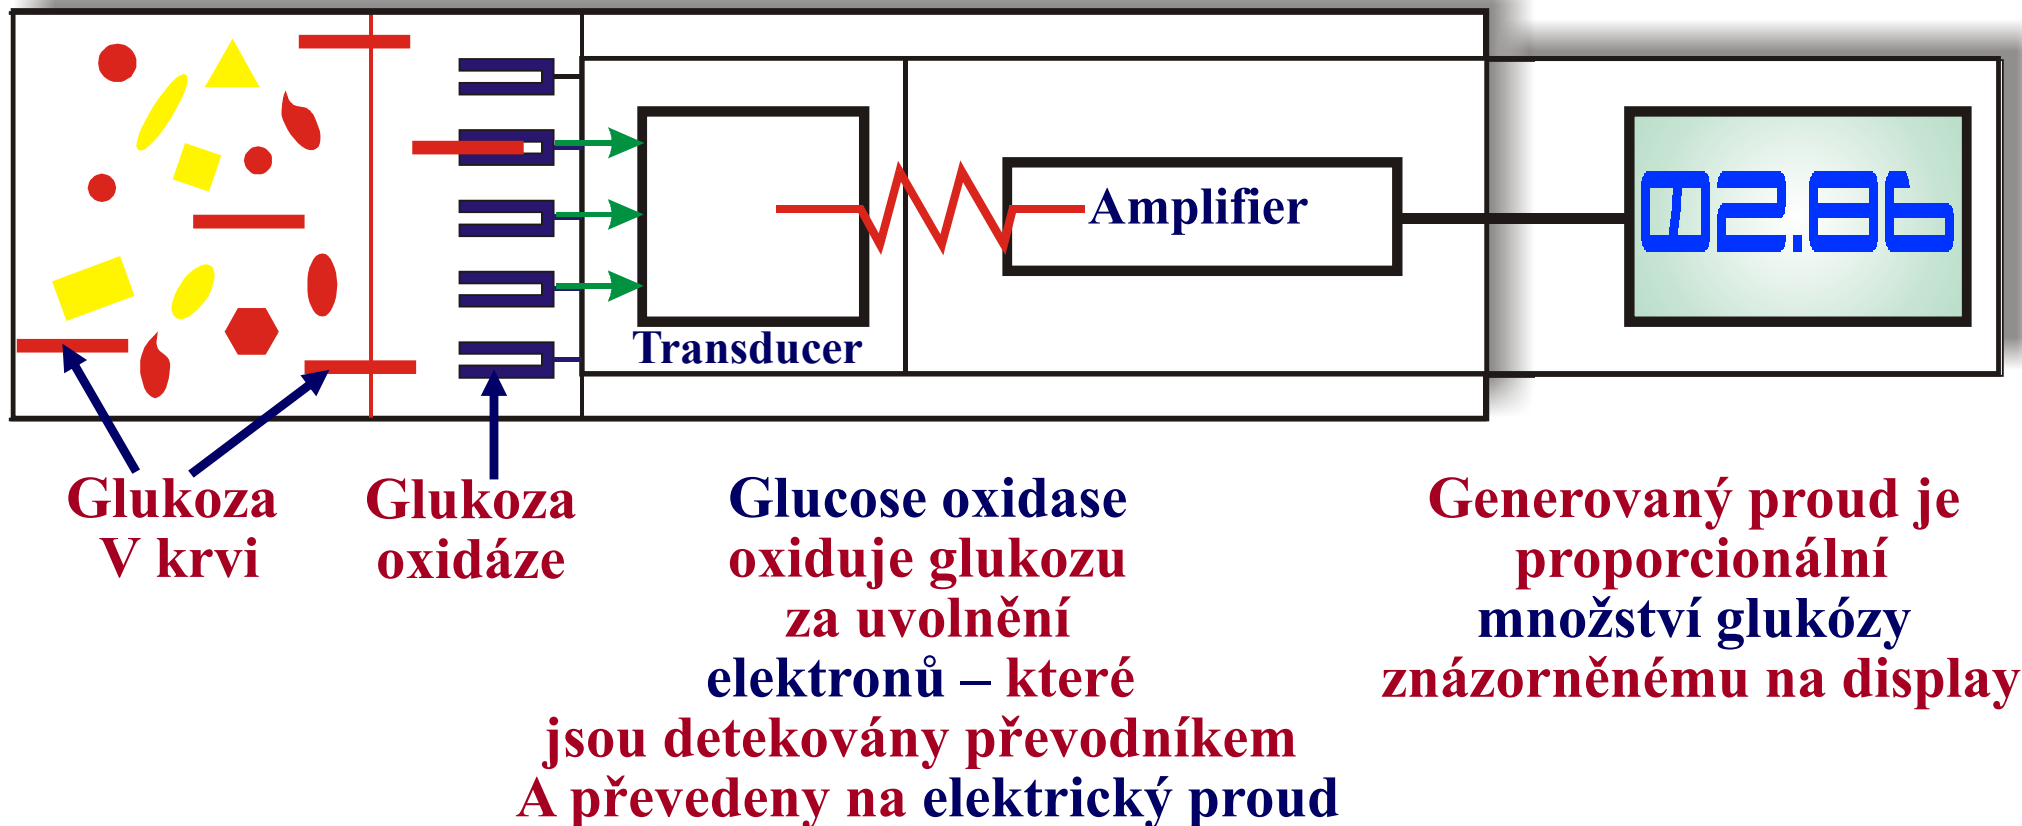 Amplifier
02.86
Transducer
Glukoza
V krvi
Glukoza
oxidáze
Glucose oxidase
oxiduje glukozu
za uvolnění
elektronů – které
jsou detekovány převodníkem
A převedeny na elektrický proud
Generovaný proud je
proporcionální
množství glukózy
znázorněnému na display